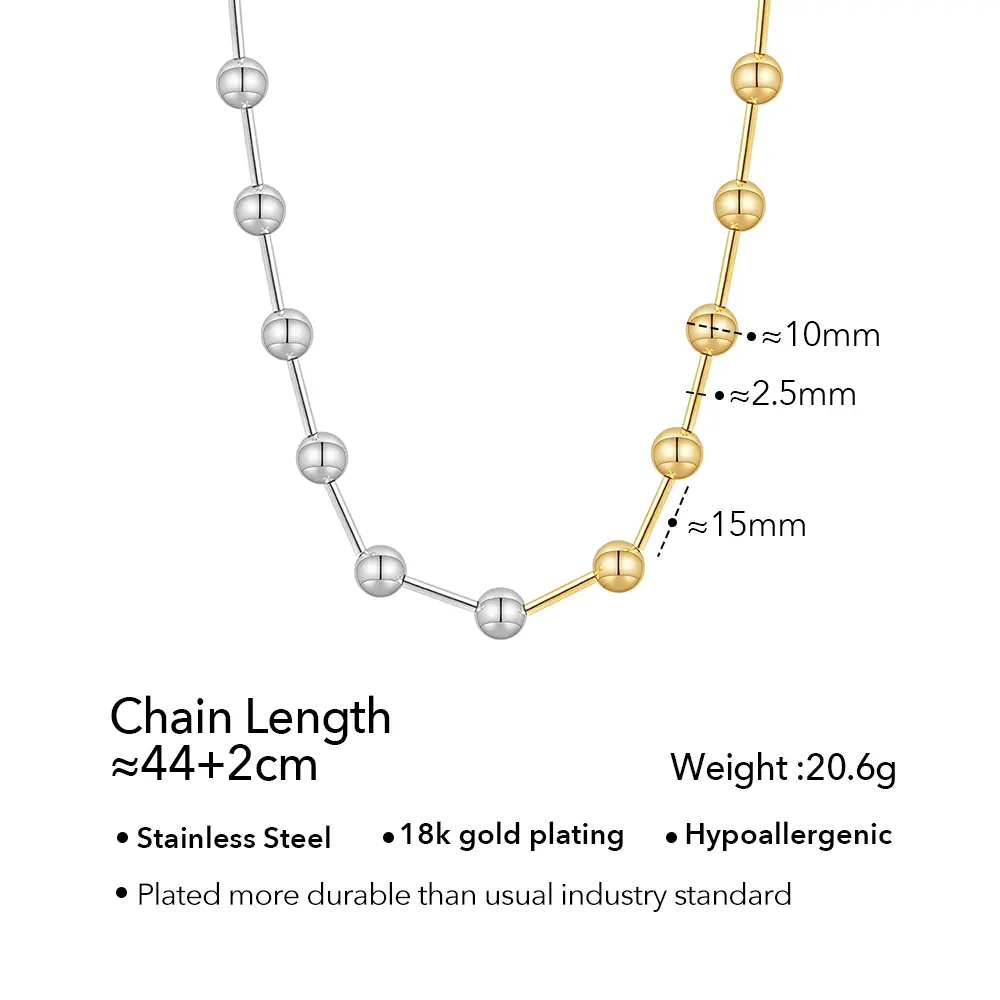 ≈10mm
≈2.5mm
≈15mm
Chain Length
≈44+2cm
Weight :20.6g
• Stainless Steel
• 18k gold plating
• Hypoallergenic
• Plated more durable than usual industry standard